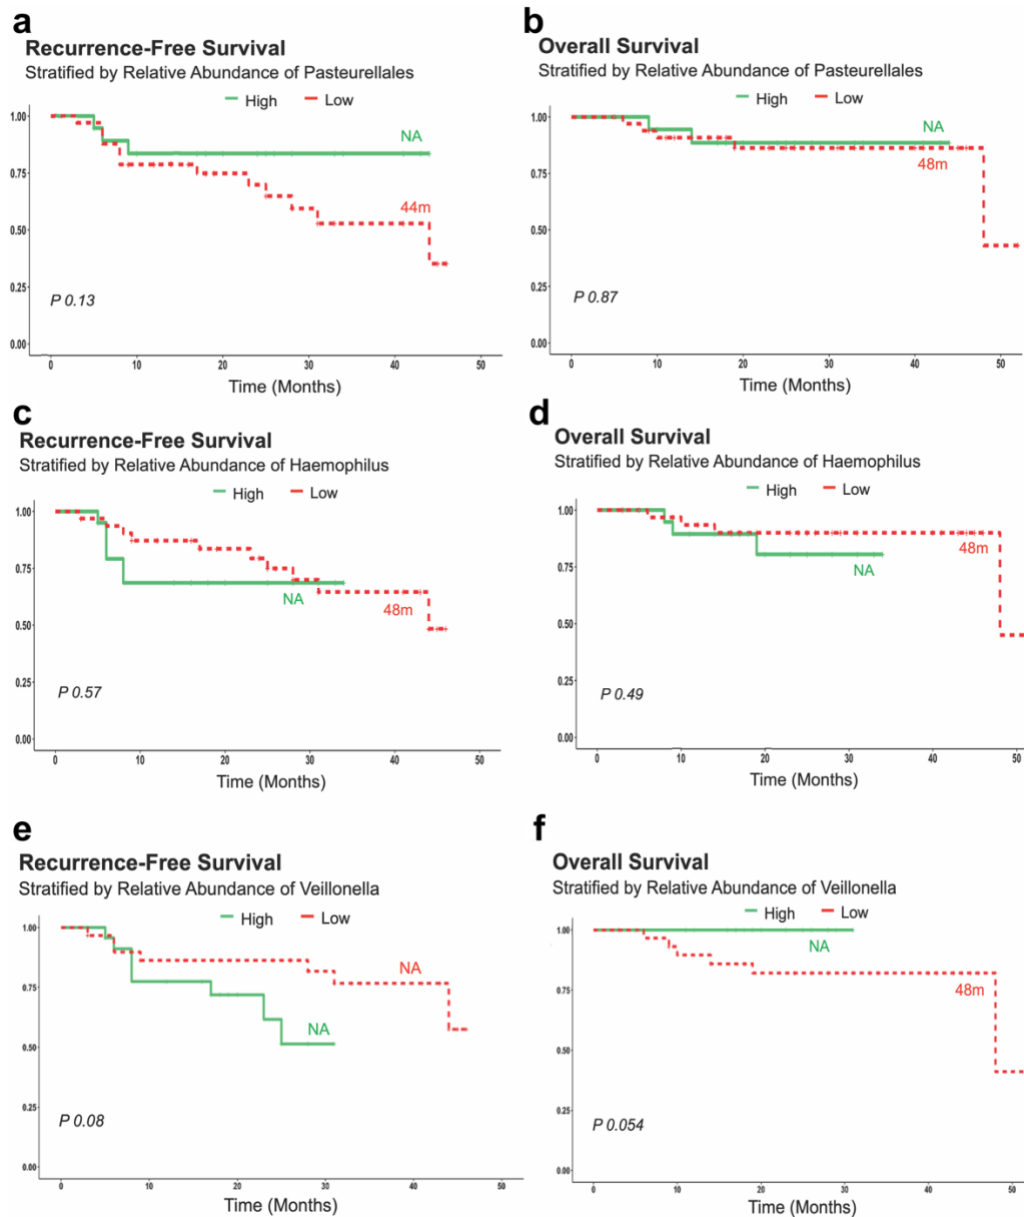 a
Recurrence-Free Survival
Stratified by Relative Abundance of Pasteurellales
High Low
1.00
0.75
0.50
0.25
0.00
NA
44m
P 0.13
0 10 20 30 40 50
Time (Months)
b
Overall Survival
Stratified by Relative Abundance of Pasteurellales
High Low
1.00
0.75
0.50
0.25
0.00
NA
48m
P 0.87
0 10 20 30 40 50
Time (Months)
c
Recurrence-Free Survival
Stratified by Relative Abundance of Haemophilus
High Low
1.00
0.75
0.50
0.25
0.00
NA
48m
P 0.57
0 10 20 30 40 50
Time (Months)
d
Overall Survival
Stratified by Relative Abundance of Haemophilus
High Low
1.00
0.75
0.50
0.25
0.00
48m
NA
P 0.49
0 10 20 30 40 50
Time (Months)
e
Recurrence-Free Survival
Stratified by Relative Abundance of Veillonella
High Low
1.00
0.75
0.50
0.25
0.00
NA
NA
P 0.08
0 10 20 30 40 50
Time (Months)
f
Overall Survival
Stratified by Relative Abundance of Veillonella
High Low
1.00
0.75
0.50
0.25
0.00
NA
48m
P 0.054
0 10 20 30 40 50
Time (Months)